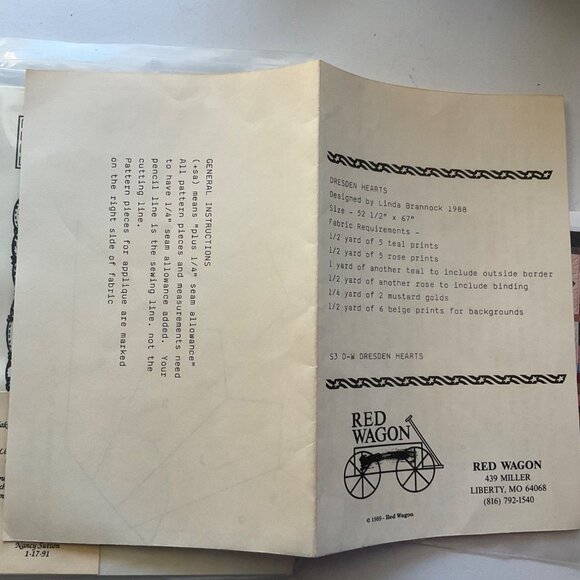 GENERAL INSTRUCTIONS
(+sa) means "plus 1/4" seam allowance"
All pattern pieces and measurements need
to have 1/4" seam allowance added. Your
pencil line is the sewing line. not the
cutting line.
Pattern pieces for applique are marked
on the right side of fabric
DRESDEN HEARTS
Designed by Linda Brannock 1988
Size - 52 1/2" x 67"
Fabric Requirements -
1/2 yard of 5 teal prints
1/2 yard of 5 rose prints
1 yard of another teal to include outside border
1/2 yard of another rose to include binding
1/4 yard of 2 mustard golds
1/2 yard of 6 beige prints for backgrounds
S3 D-W DRESDEN HEARTS
RED
WAGON
© 1989 - Red Wagon
RED WAGON
439 MILLER
LIBERTY, MO 64068
(816) 792-1540
1-17-91